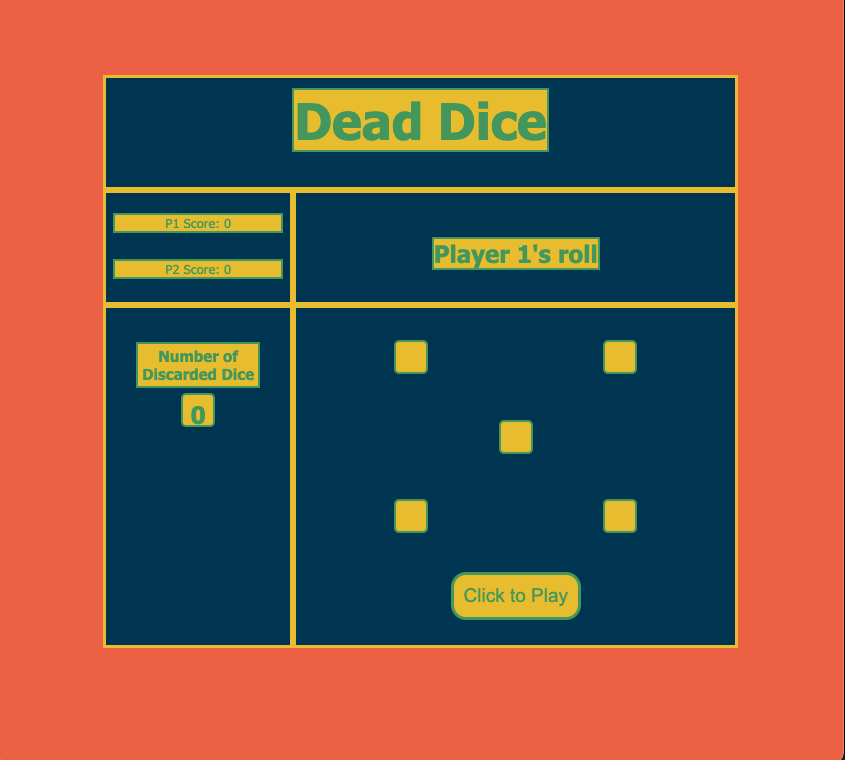 Dead Dice
P1 Score: 0
P2 Score: 0
Player 1's roll
Number of
Discarded Dice
0
Click to Play